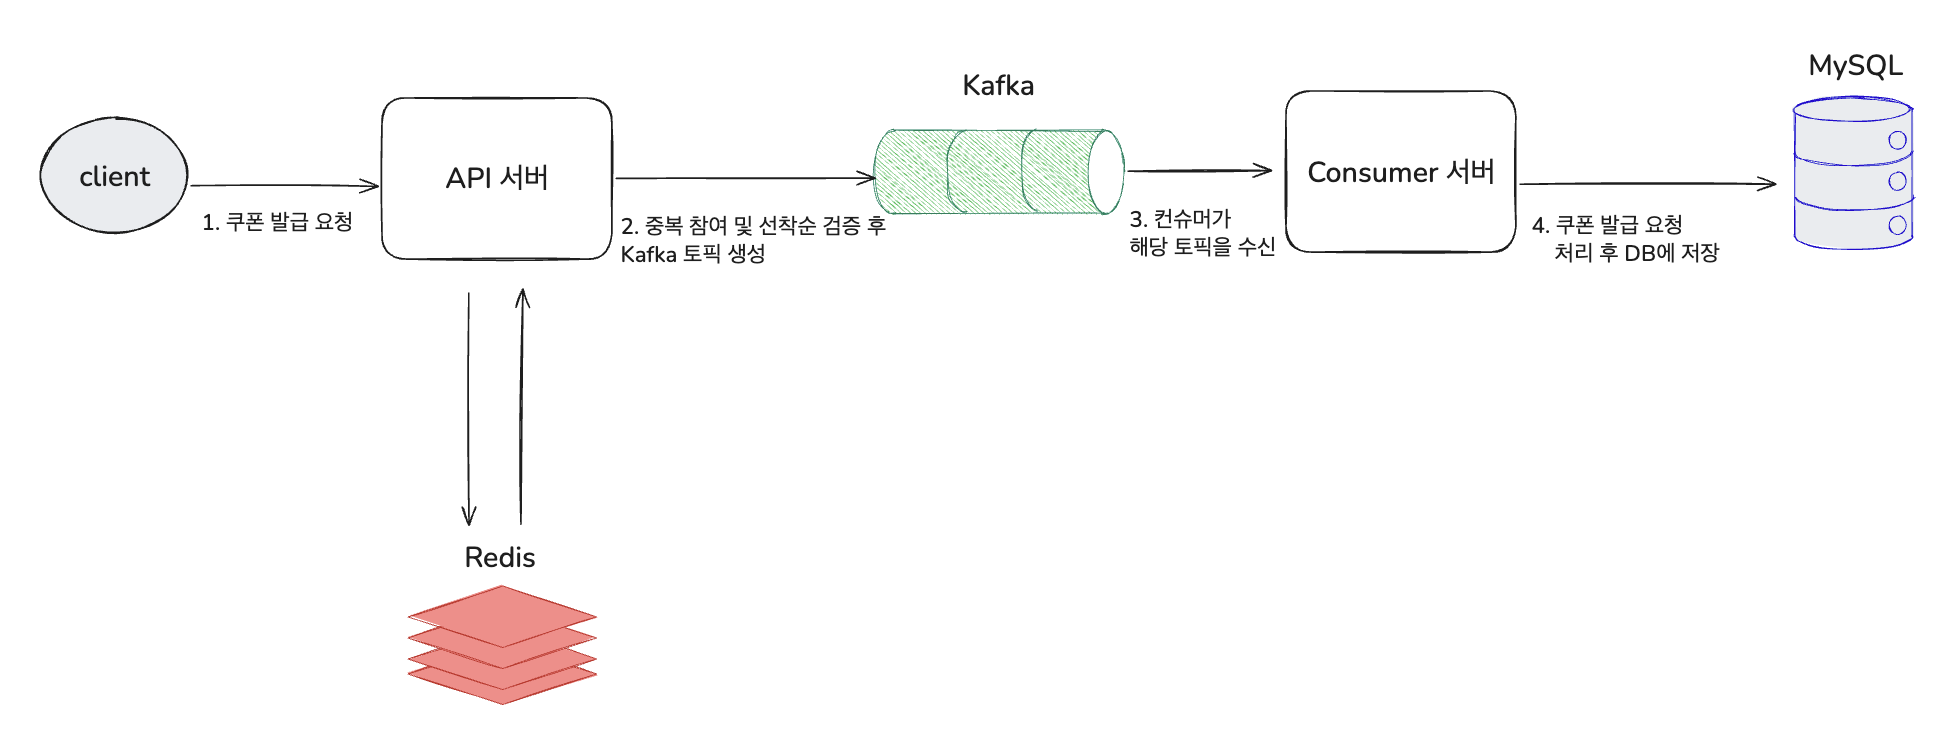 client
1. 쿠폰 발급 요청
API 서버
2. 중복 참여 및 선착순 검증 후
Kafka 토픽 생성
Redis
Kafka
3. 컨슈머가
해당 토픽을 수신
Consumer 서버
4. 쿠폰 발급 요청
처리 후 DB에 저장
MySQL